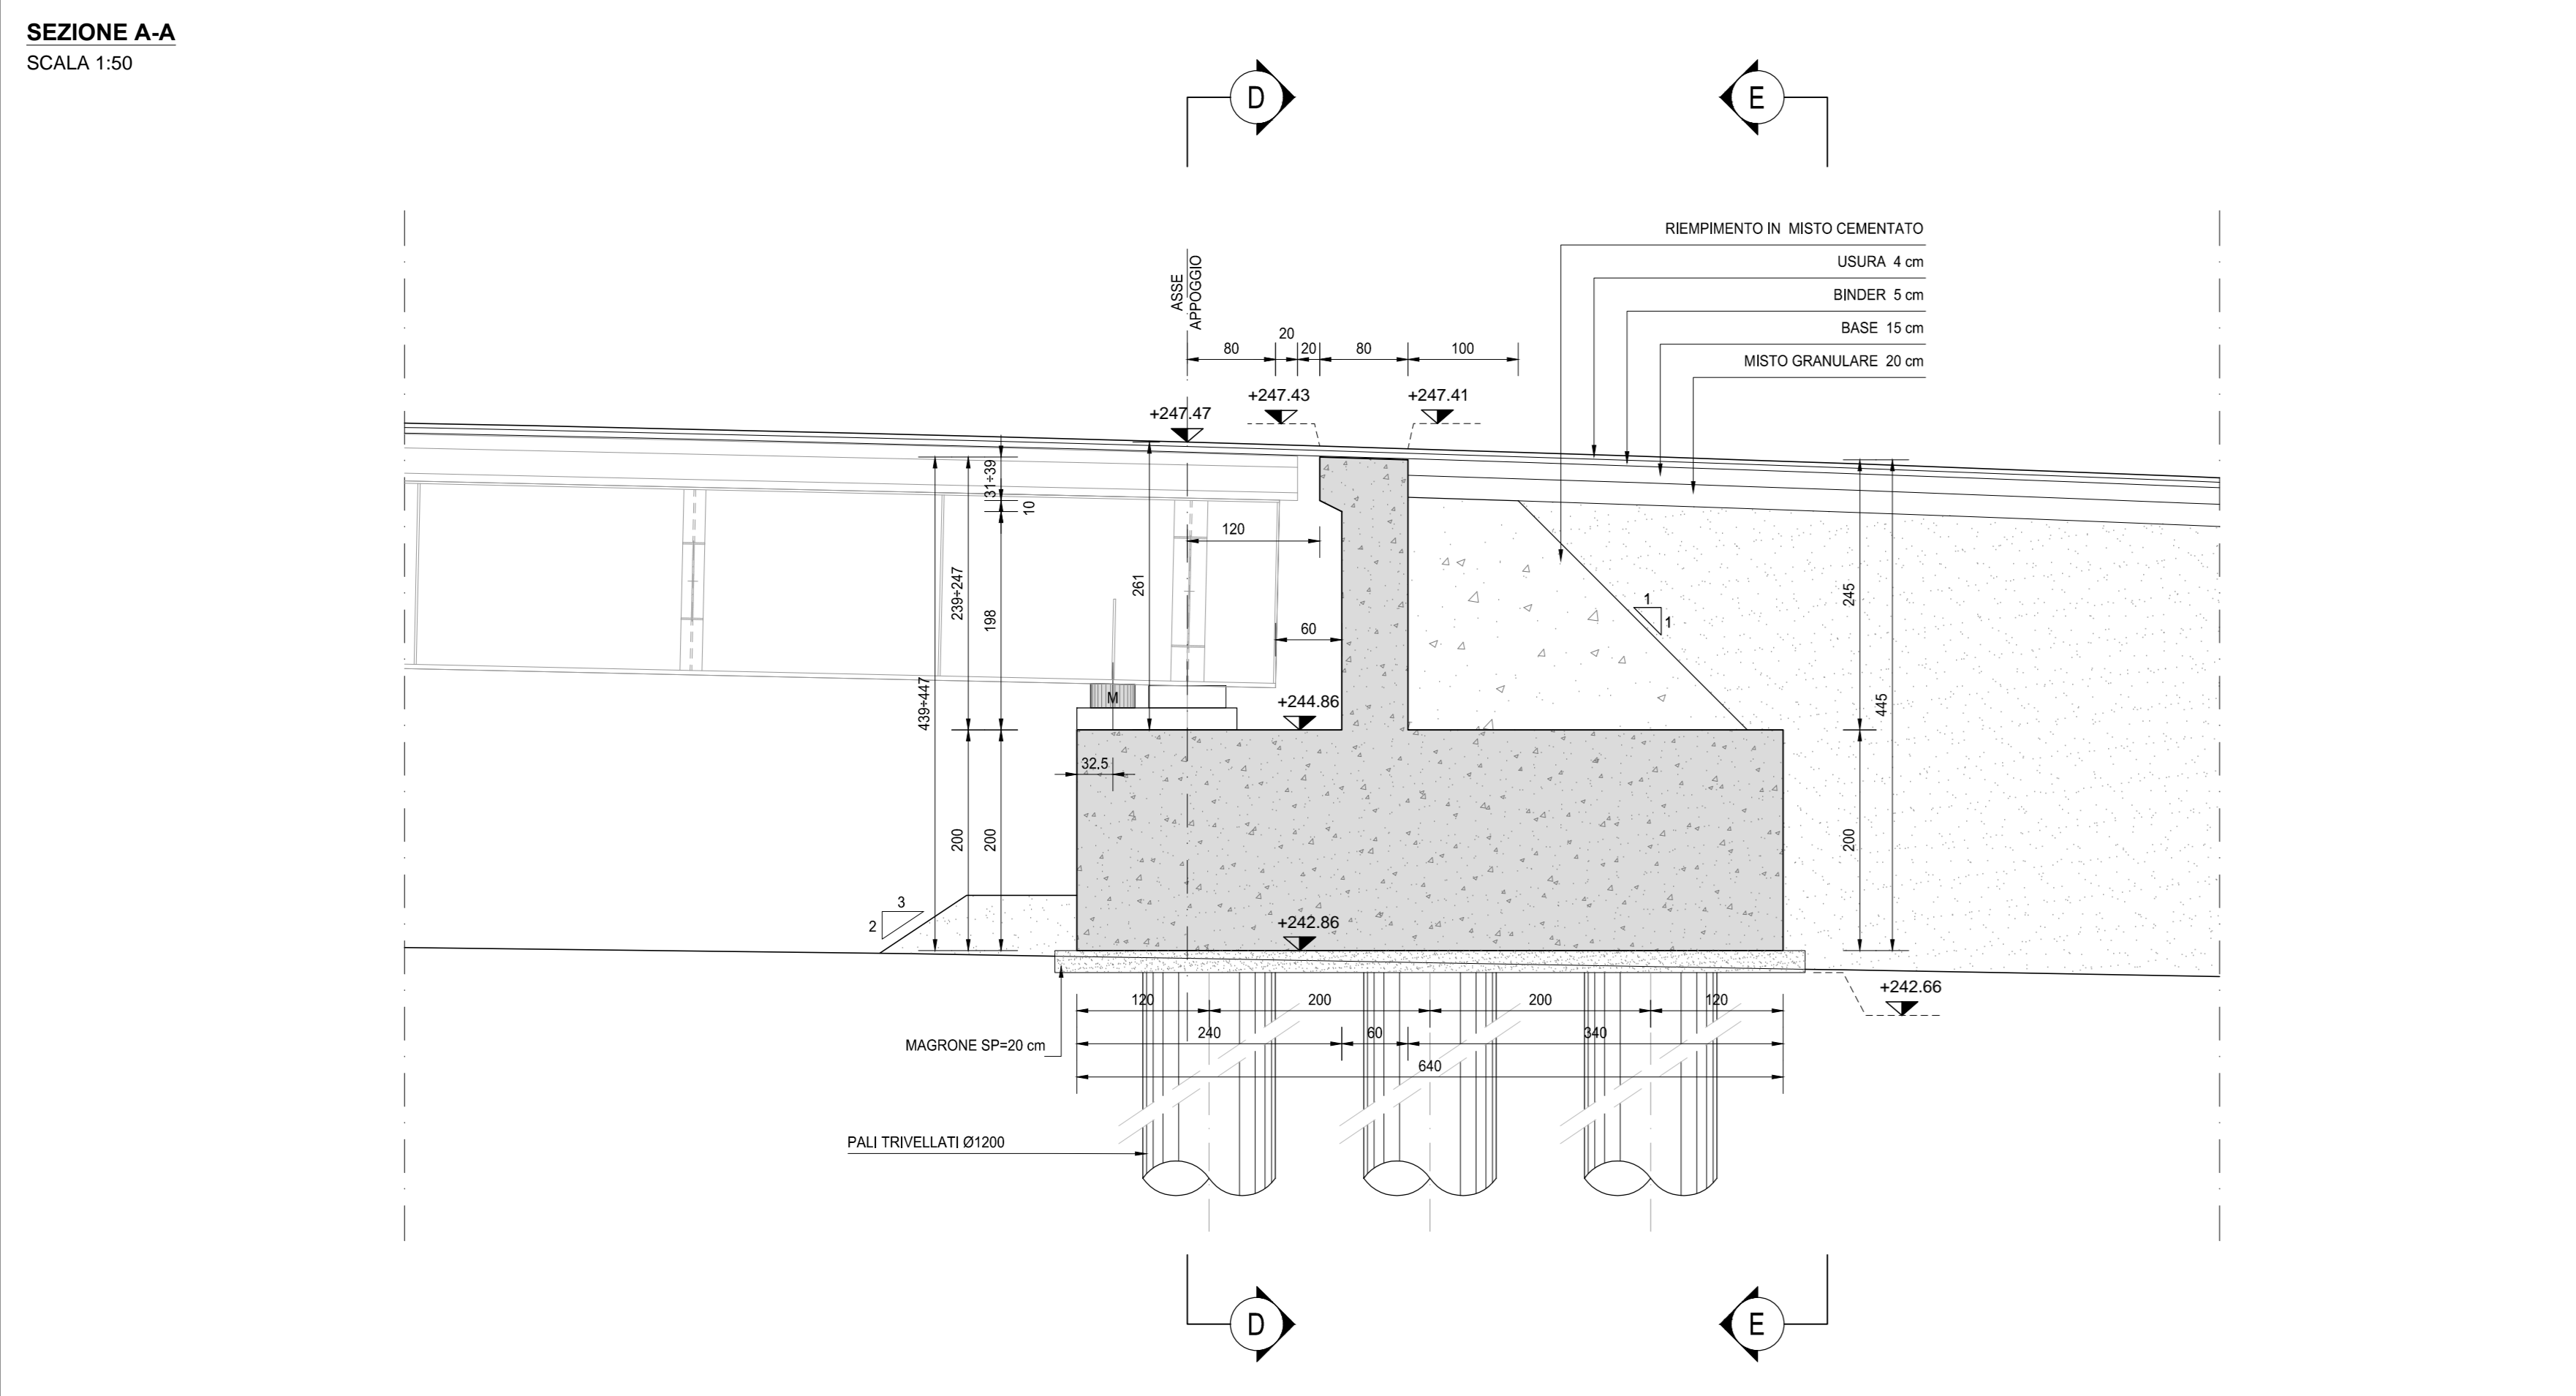 SEZIONE A-A
SCALA 1:50
D
E
RIEMPIMENTO IN MISTO CEMENTATO
USURA 4 cm
BINDER 5 cm
BASE 15 cm
MISTO GRANULARE 20 cm
ASSE
APPOGGIO
20
80
20
80
100
+247.43
+247.41
+247.47
31÷39
10
120
239÷247
198
261
245
1
1
60
439÷447
445
M
+244.86
32.5
200
200
200
3
2
+242.86
+242.66
120
200
200
120
240
60
340
MAGRONE SP=20 cm
640
PALI TRIVELLATI Ø1200
D
E